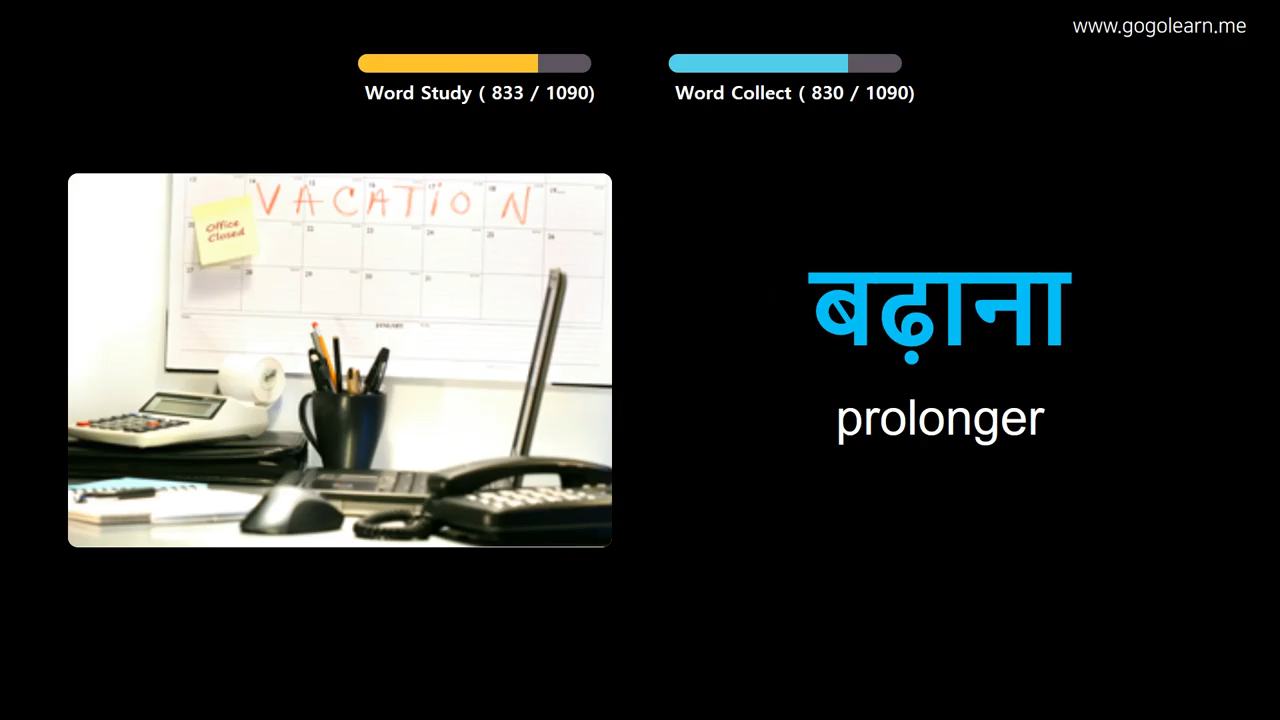 www.gogolearn.me
Word Study ( 833 / 1090)
Word Collect ( 830 / 1090)
VACATION
Office
Closed
बढ़ाना
prolonger